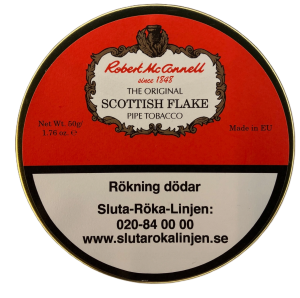 Robert McConnell
since 1848
THE ORIGINAL
SCOTTISH FLAKE
PIPE TOBACCO
Net Wt. 50g/
1.76 oz. ℮
Made in EU
Rökning dödar
Sluta-Röka-Linjen:
020-84 00 00
www.slutarokalinjen.se